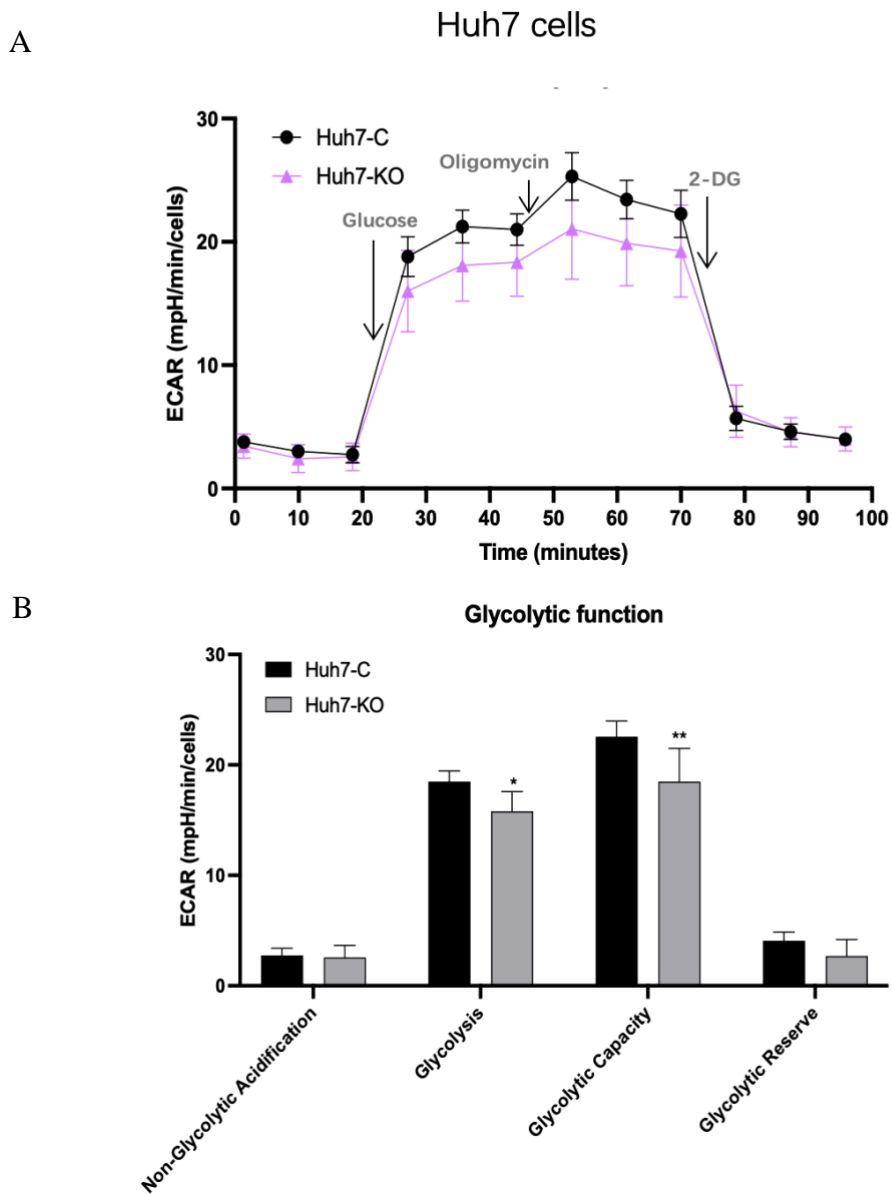 Huh7 cells
A
30
20
10
0
ECAR (mpH/min/cells)
Huh7-C
Huh7-KO
Glucose
Oligomycin
2-DG
0 10 20 30 40 50 60 70 80 90 100
Time (minutes)
B
Glycolytic function
30
20
10
0
ECAR (mpH/min/cells)
Huh7-C
Huh7-KO
*
**
Non-Glycolytic Acidification
Glycolysis
Glycolytic Capacity
Glycolytic Reserve